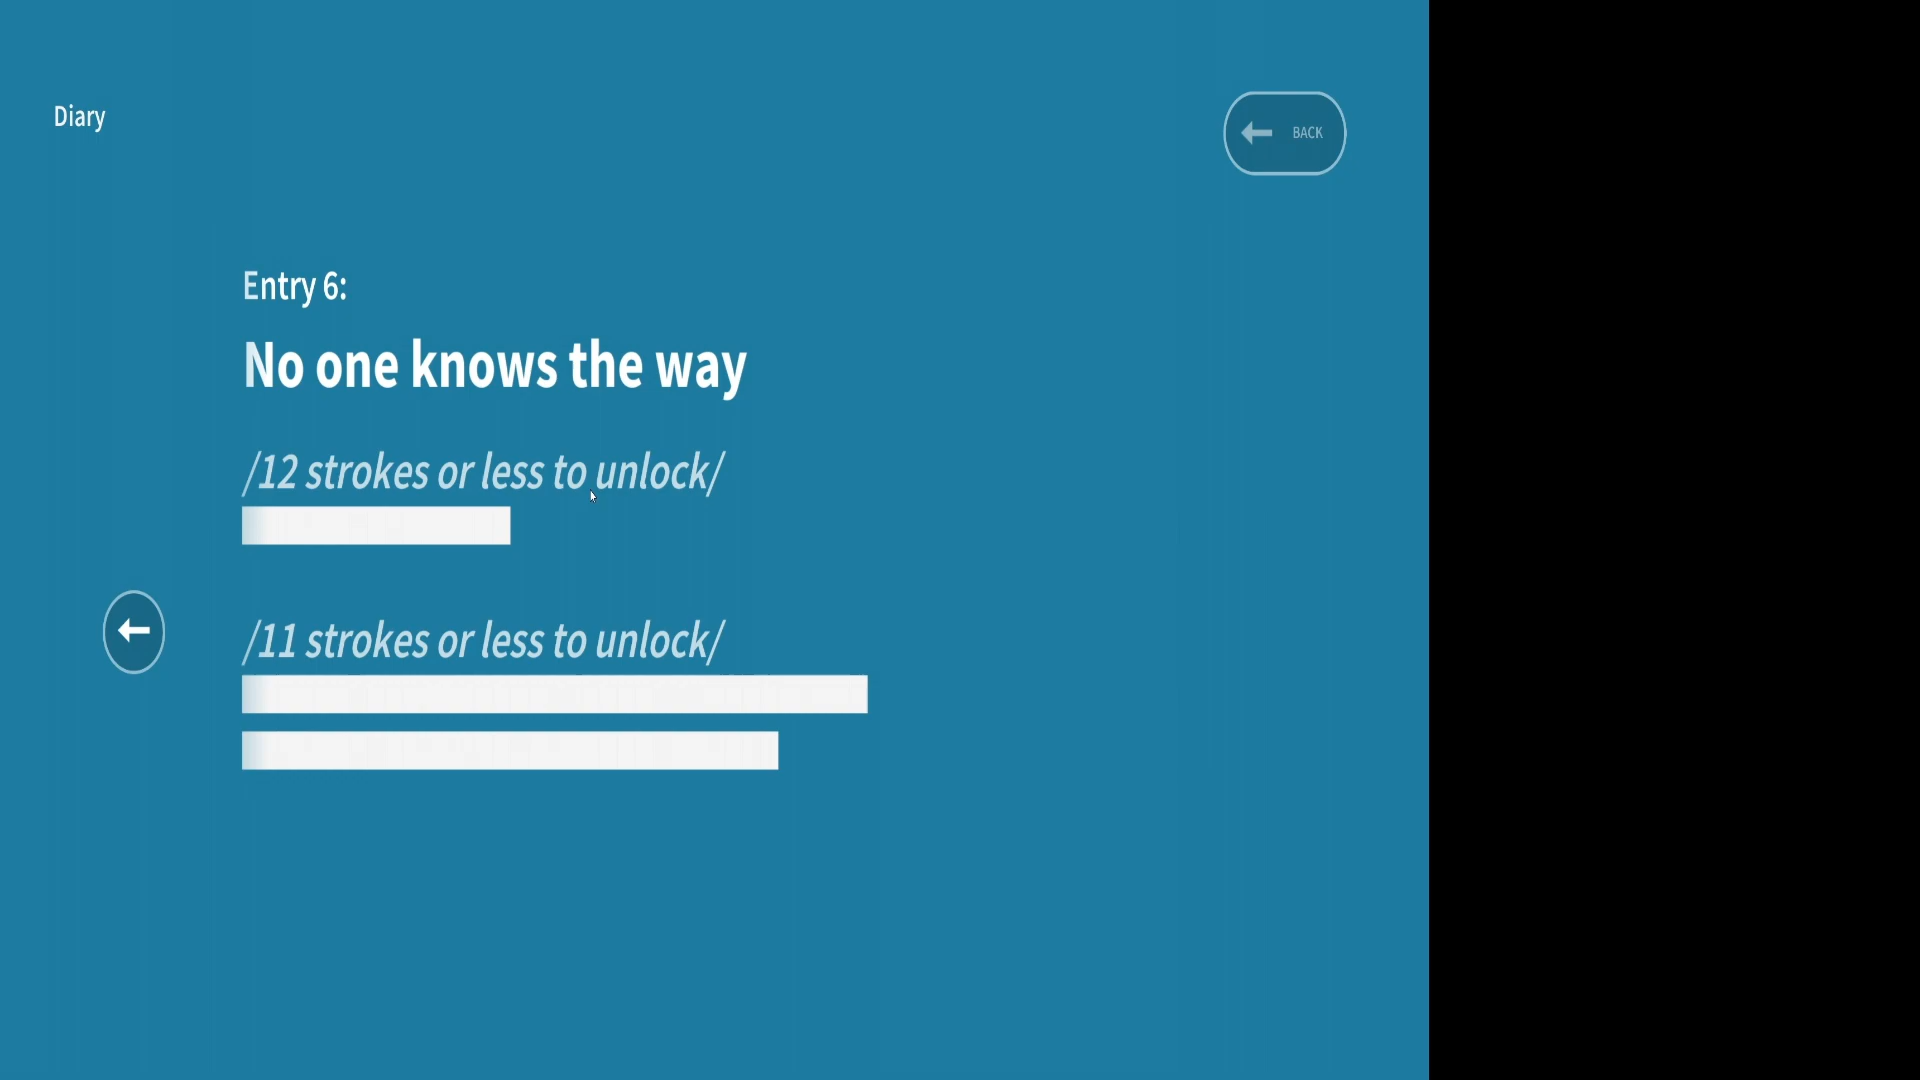 Diary
BACK
Entry 6:
No one knows the way
/12 strokes or less to unlock/
/11 strokes or less to unlock/